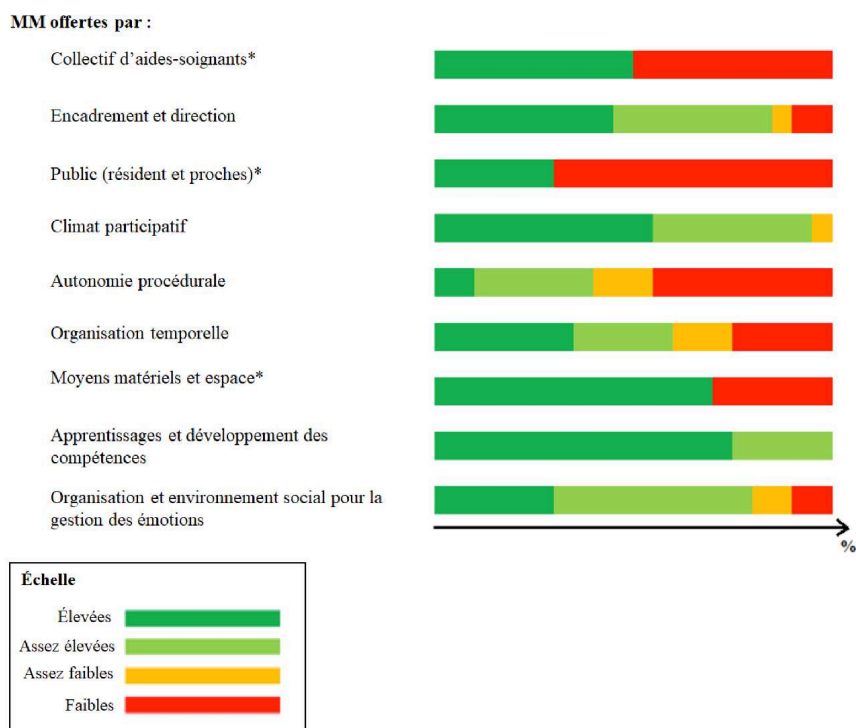 MM offertes par :
Collectif d’aides-soignants*
Encadrement et direction
Public (résident et proches)*
Climat participatif
Autonomie procédurale
Organisation temporelle
Moyens matériels et espace*
Apprentissages et développement des
compétences
Organisation et environnement social pour la
gestion des émotions
%
Échelle
Élevées
Assez élevées
Assez faibles
Faibles